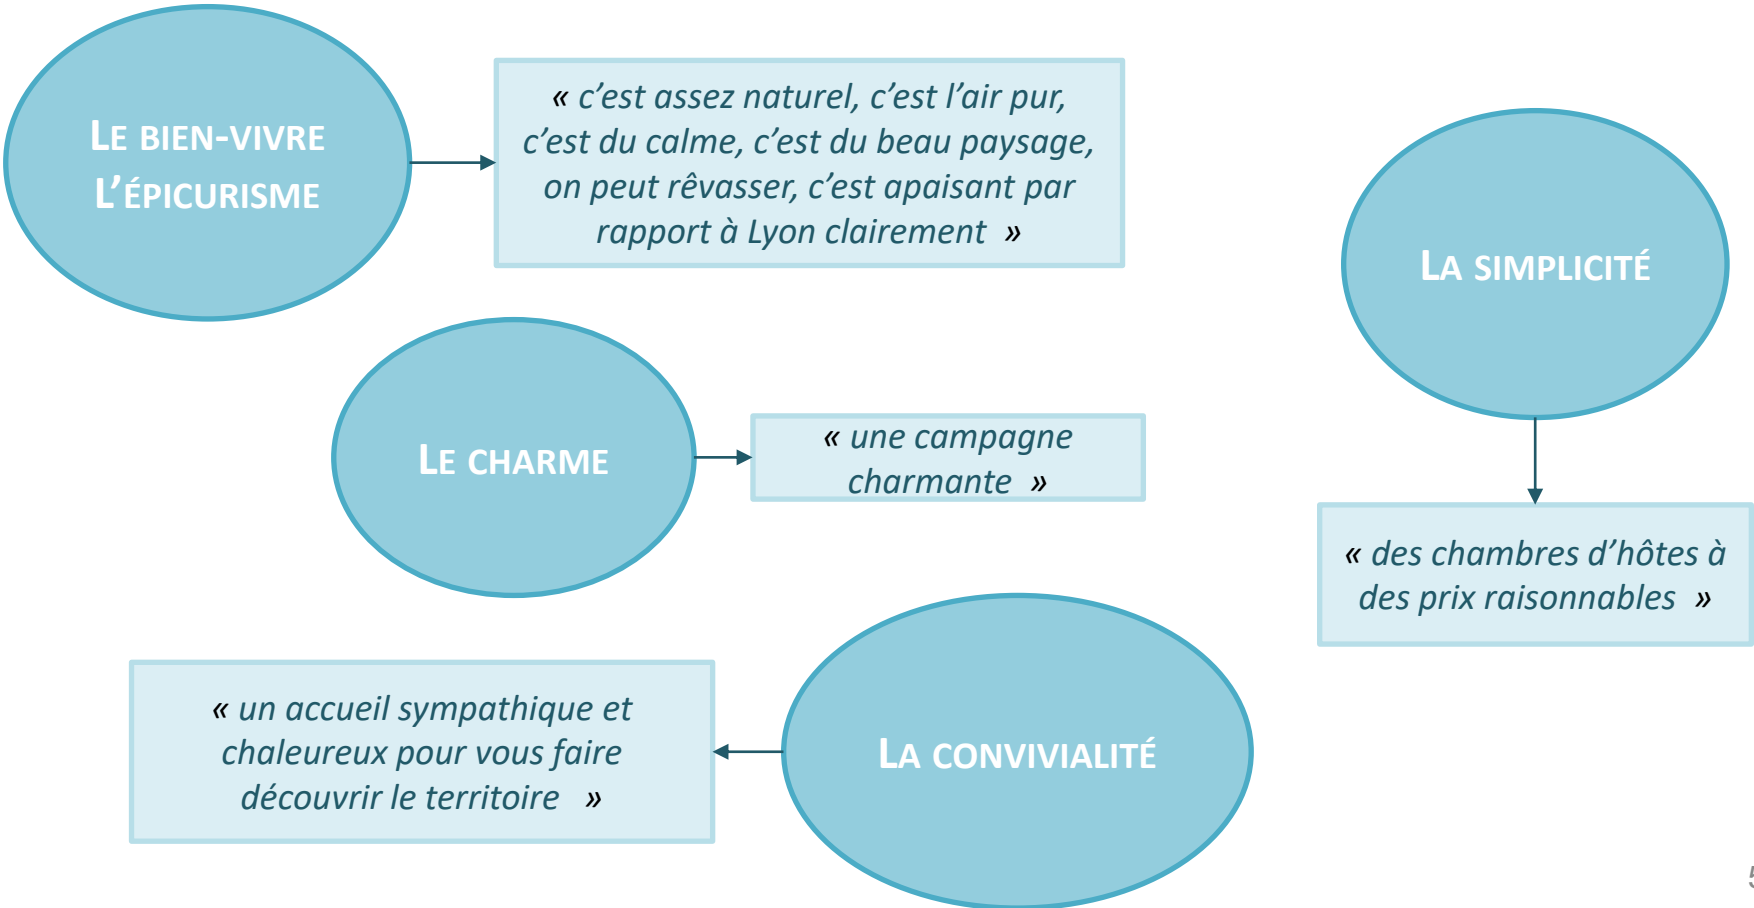 LE BIEN-VIVRE
L'ÉPICURISME
« c'est assez naturel, c'est l'air pur,
c'est du calme, c'est du beau paysage,
on peut rêvasser, c'est apaisant par
rapport à Lyon clairement »
LA SIMPLICITÉ
« des chambres d'hôtes à
des prix raisonnables »
LE CHARME
« une campagne
charmante »
LA CONVIVIALITÉ
« un accueil sympathique et
chaleureux pour vous faire
découvrir le territoire »